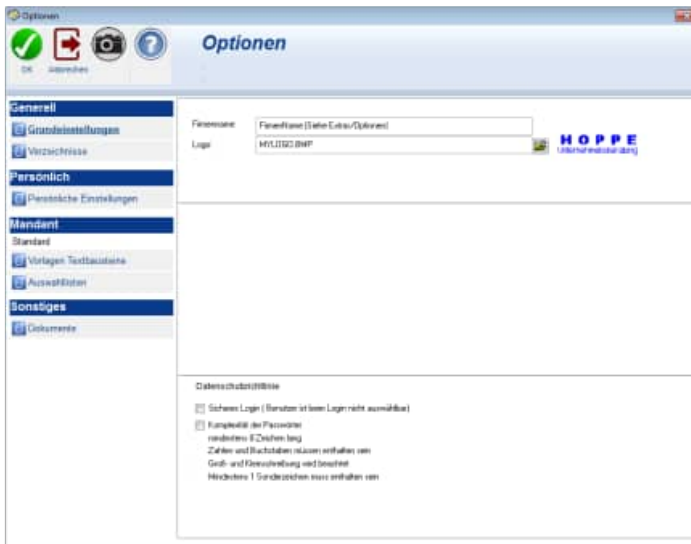 Optionen
OK Abbrechen
Optionen
Generell
Grundeinstellungen
Verzeichnisse
Persönlich
Persönliche Einstellungen
Mandant
Standard
Vorlagen Textbausteine
Auswahllisten
Sonstiges
Dokumente
Firmenname FirmenName (Siehe Extras/Optionen)
Logo MYLOGO.BMP
HOPPE
Unternehmensberatung
Datenschutzrichtlinie
Sicheres Login ( Benutzer ist beim Login nicht auswählbar)
Komplexität der Passwörter
mindestens 8 Zeichen lang
Zahlen und Buchstaben müssen enthalten sein
Groß- und Kleinschreibung wird beachtet
Mindestens 1 Sonderzeichen muss enthalten sein